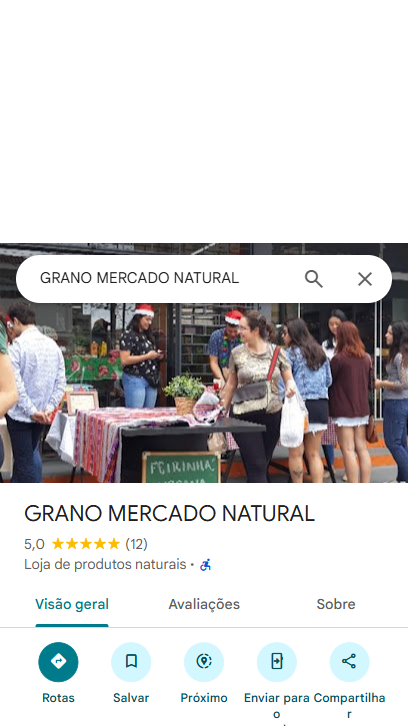 GRANO MERCADO NATURAL
FEIRINHA
GRANO MERCADO NATURAL
5,0 (12)
Loja de produtos naturais ·
Visão geral Avaliações Sobre
Rotas Salvar Próximo Enviar para o Compartilhar